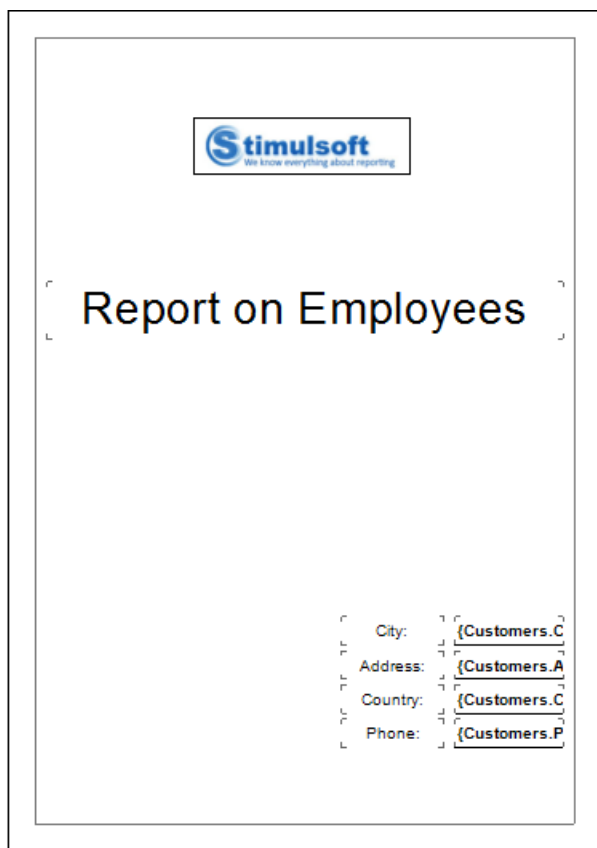 Stimulsoft
We know everything about reporting
Report on Employees
City: {Customers.C
Address: {Customers.A
Country: {Customers.C
Phone: {Customers.P